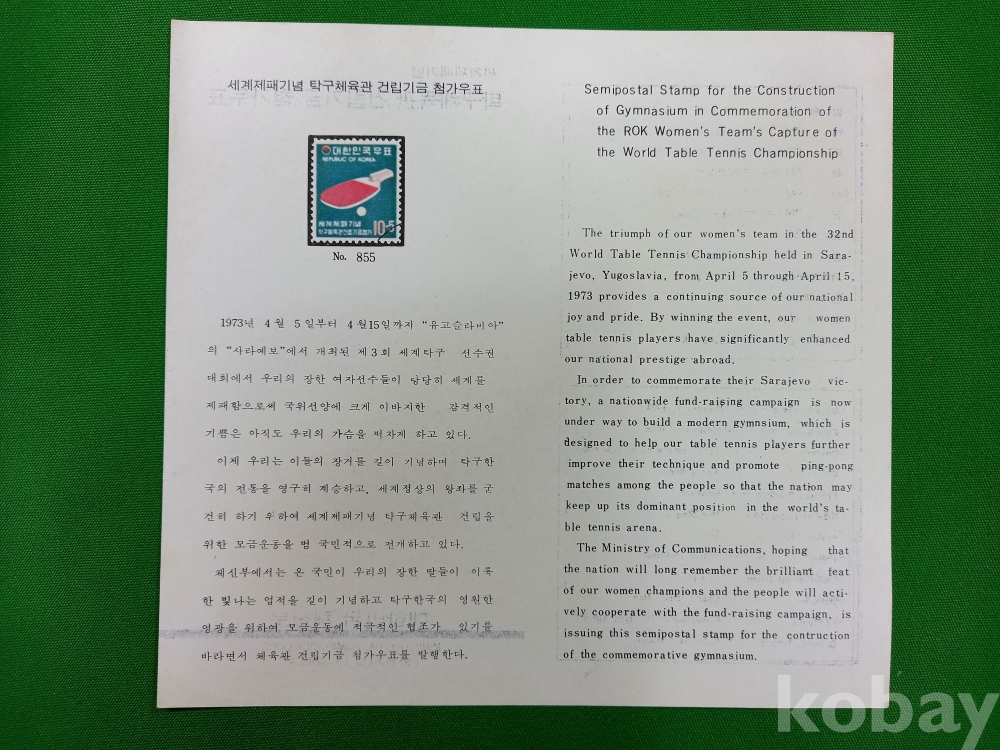 세계제패기념 탁구체육관 건립기금 첨가우표
대한민국우표
REPUBLIC OF KOREA
세계제패기념
탁구체육관건립기금첨가
10+5
No. 855
1973년 4월 5일부터 4월15일까지 “유고슬라비아”
의 “사라예보”에서 개최된 제3회 세계탁구 선수권
대회에서 우리의 장한 여자선수들이 당당히 세계를
제패함으로써 국위선양에 크게 이바지한 감격적인
기쁨은 아직도 우리의 가슴을 벅차게 하고 있다.
이제 우리는 이들의 장거를 길이 기념하며 탁구한
국의 전통을 영구히 계승하고, 세계정상의 왕좌를 굳
건히 하기 위하여 세계제패기념 탁구체육관 건립을
위한 모금운동을 범 국민적으로 전개하고 있다.
체신부에서는 온 국민이 우리의 장한 딸들이 이룩
한 빛나는 업적을 길이 기념하고 탁구한국의 영원한
영광을 위하여 모금운동에 적극적인 협조가 있기를
바라면서 체육관 건립기금 첨가우표를 발행한다.
Semipostal Stamp for the Construction
of Gymnasium in Commemoration of
the ROK Women's Team's Capture of
the World Table Tennis Championship
The triumph of our women's team in the 32nd
World Table Tennis Championship held in Sara-
jevo, Yugoslavia, from April 5 through April 15,
1973 provides a continuing source of our national
joy and pride. By winning the event, our women
table tennis players have significantly enhanced
our national prestige abroad.
In order to commemorate their Sarajevo vic-
tory, a nationwide fund-raising campaign is now
under way to build a modern gymnsium, which is
designed to help our table tennis players further
improve their technique and promote ping-pong
matches among the people so that the nation may
keep up its dominant position in the world's ta-
ble tennis arena.
The Ministry of Communications, hoping that
the nation will long remember the brilliant feat
of our women champions and the people will acti-
vely cooperate with the fund-raising campaign, is
issuing this semipostal stamp for the contruction
of the commemorative gymnasium.
kobay